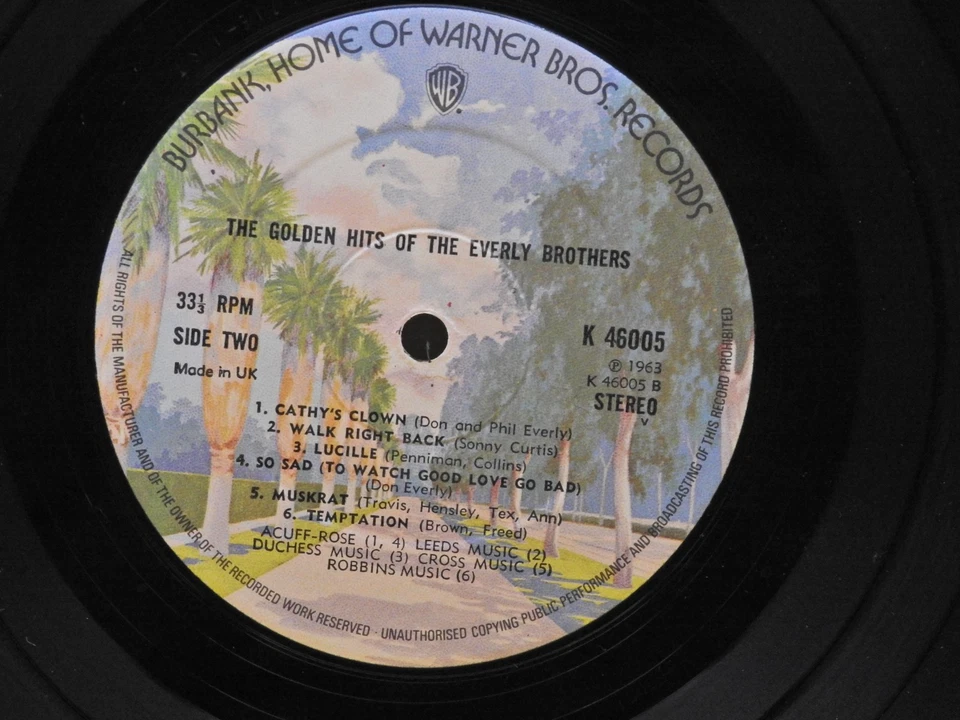 BURBANK, HOME OF WARNER BROS. RECORDS
WB
THE GOLDEN HITS OF THE EVERLY BROTHERS
33⅓ RPM
SIDE TWO
Made in UK
K 46005
Ⓟ 1963
K 46005 B
STEREO
V
1. CATHY'S CLOWN (Don and Phil Everly)
2. WALK RIGHT BACK (Sonny Curtis)
3. LUCILLE (Penniman, Collins)
4. SO SAD (TO WATCH GOOD LOVE GO BAD)
(Don Everly)
5. MUSKRAT (Travis, Hensley, Tex, Ann)
6. TEMPTATION (Brown, Freed)
ACUFF-ROSE (1, 4) LEEDS MUSIC (2)
DUCHESS MUSIC (3) CROSS MUSIC (5)
ROBBINS MUSIC (6)
ALL RIGHTS OF THE MANUFACTURER AND OF THE OWNER OF THE RECORDED WORK RESERVED · UNAUTHORISED COPYING PUBLIC PERFORMANCE AND BROADCASTING OF THIS RECORD PROHIBITED